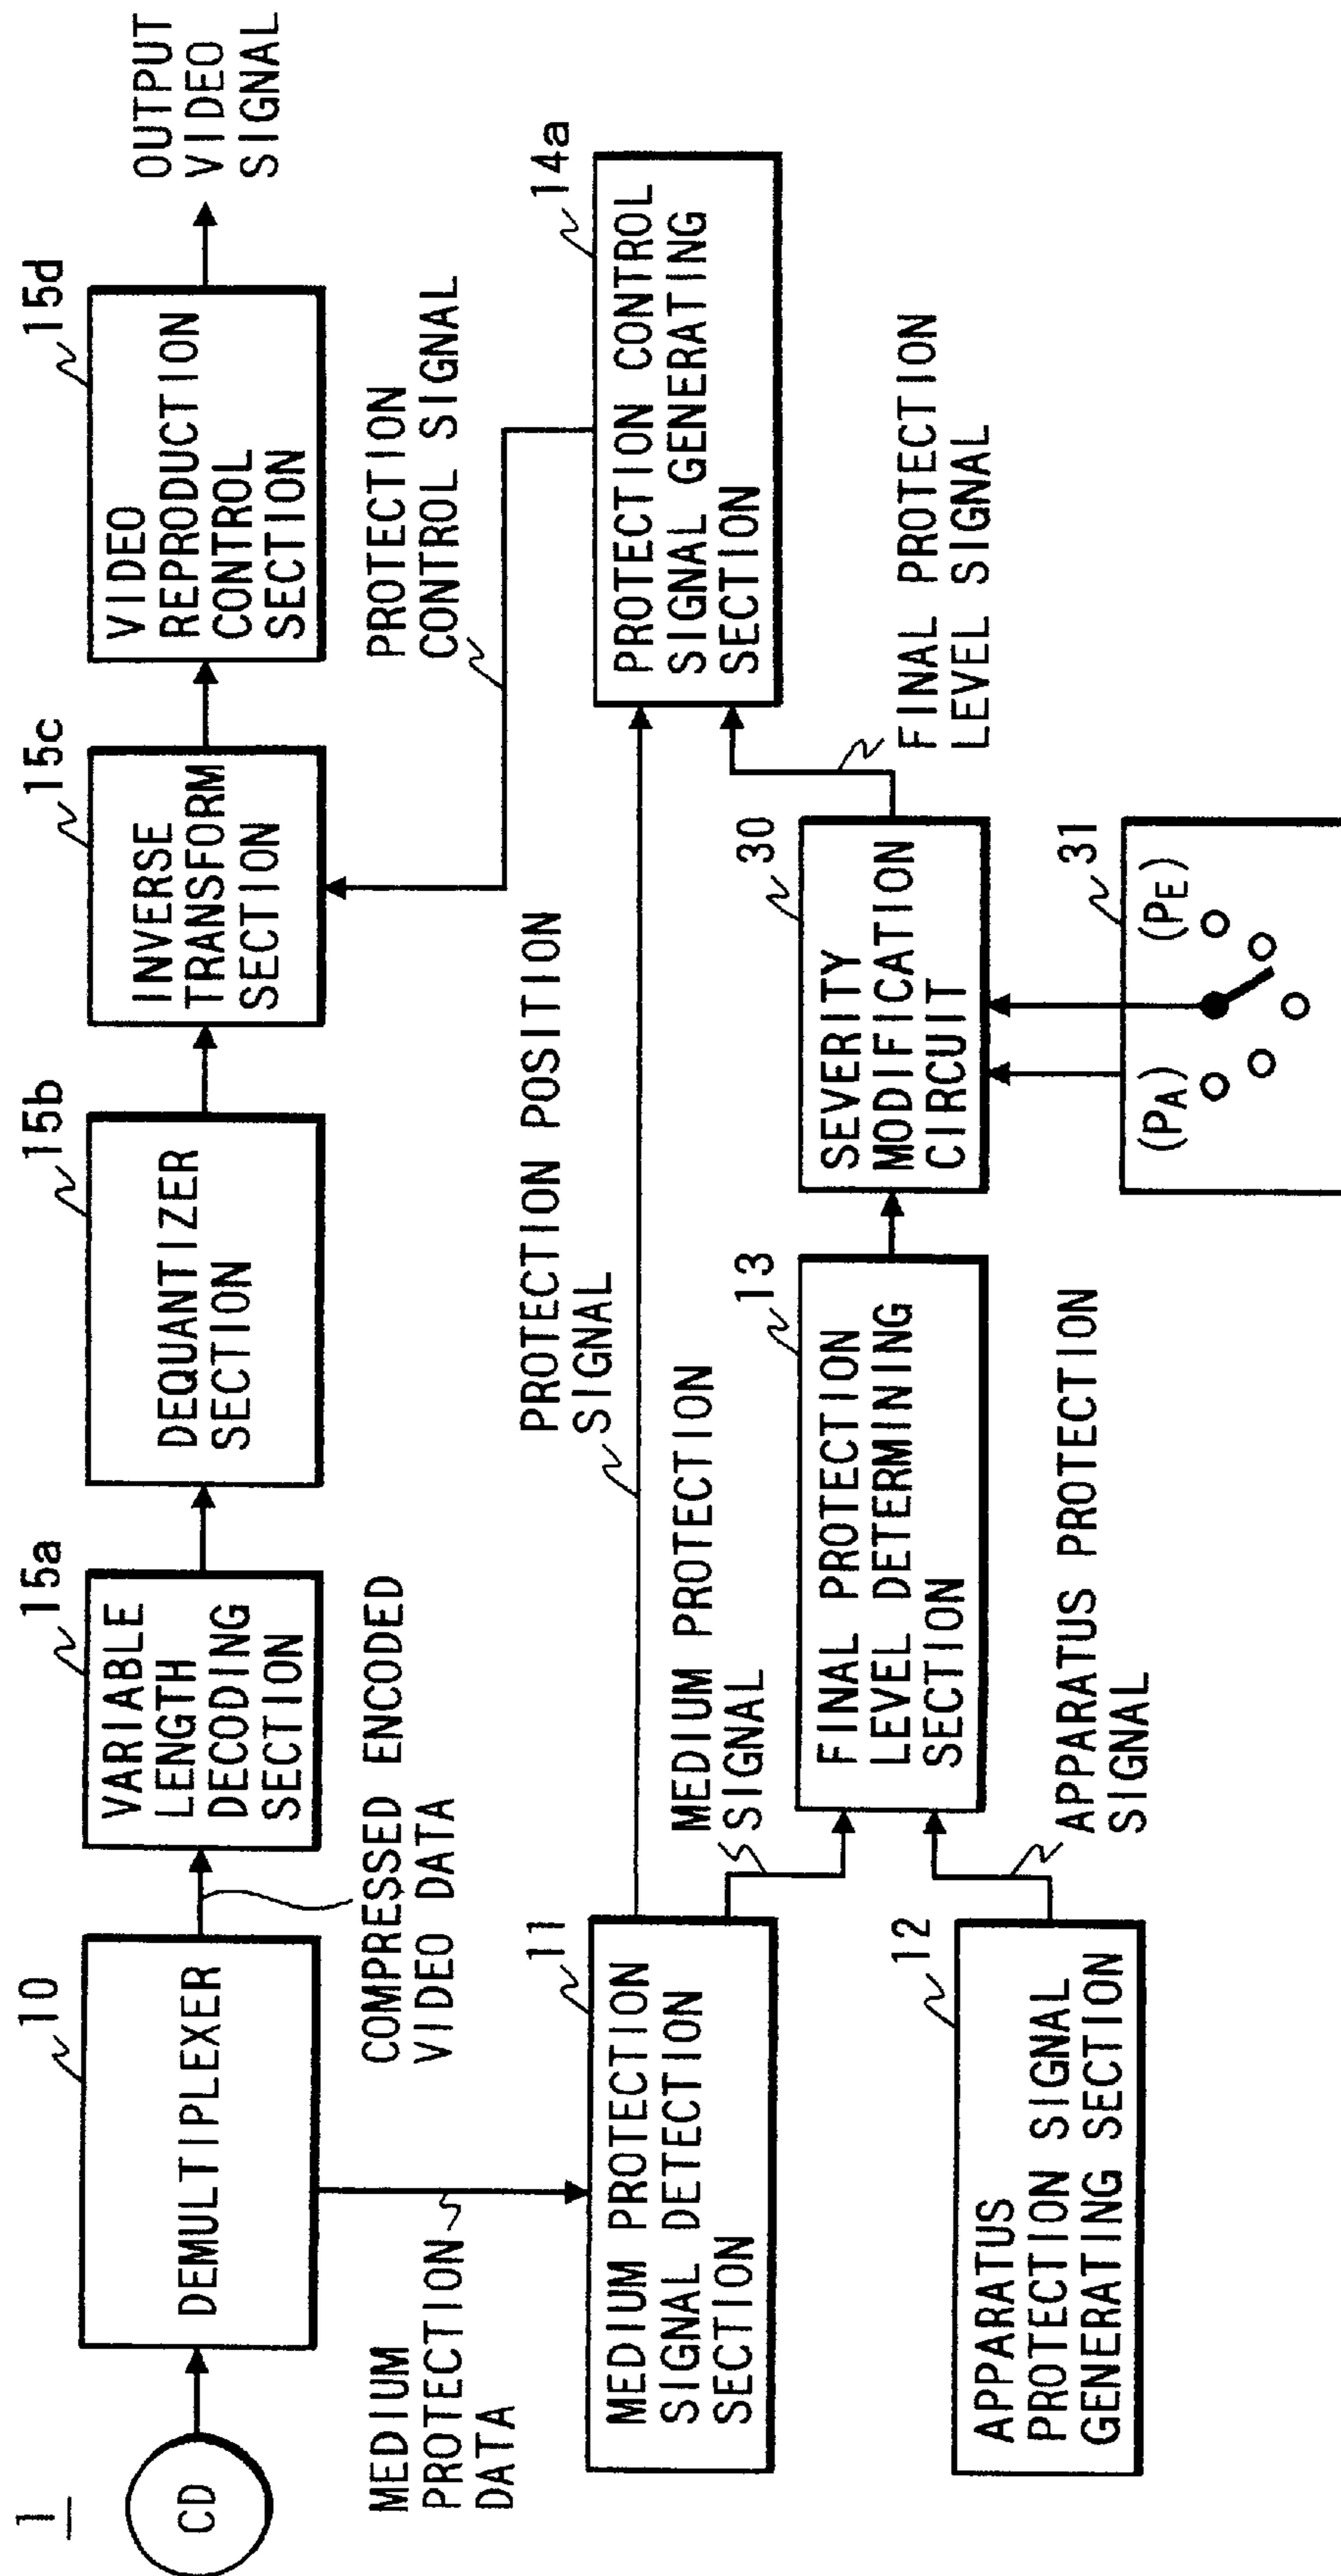 1
CD
10
DEMULTIPLEXER
15a
VARIABLE
LENGTH
DECODING
SECTION
15b
DEQUANTIZER
SECTION
15c
INVERSE
TRANSFORM
SECTION
15d
VIDEO
REPRODUCTION
CONTROL
SECTION
OUTPUT
VIDEO
SIGNAL
MEDIUM
PROTECTION
DATA
COMPRESSED ENCODED
VIDEO DATA
PROTECTION
CONTROL SIGNAL
PROTECTION POSITION
SIGNAL
11
MEDIUM PROTECTION
SIGNAL DETECTION
SECTION
MEDIUM PROTECTION
SIGNAL
14a
PROTECTION CONTROL
SIGNAL GENERATING
SECTION
13
FINAL PROTECTION
LEVEL DETERMINING
SECTION
30
SEVERITY
MODIFICATION
CIRCUIT
FINAL PROTECTION
LEVEL SIGNAL
12
APPARATUS
PROTECTION SIGNAL
GENERATING SECTION
APPARATUS PROTECTION
SIGNAL
31
(PA)
(PE)